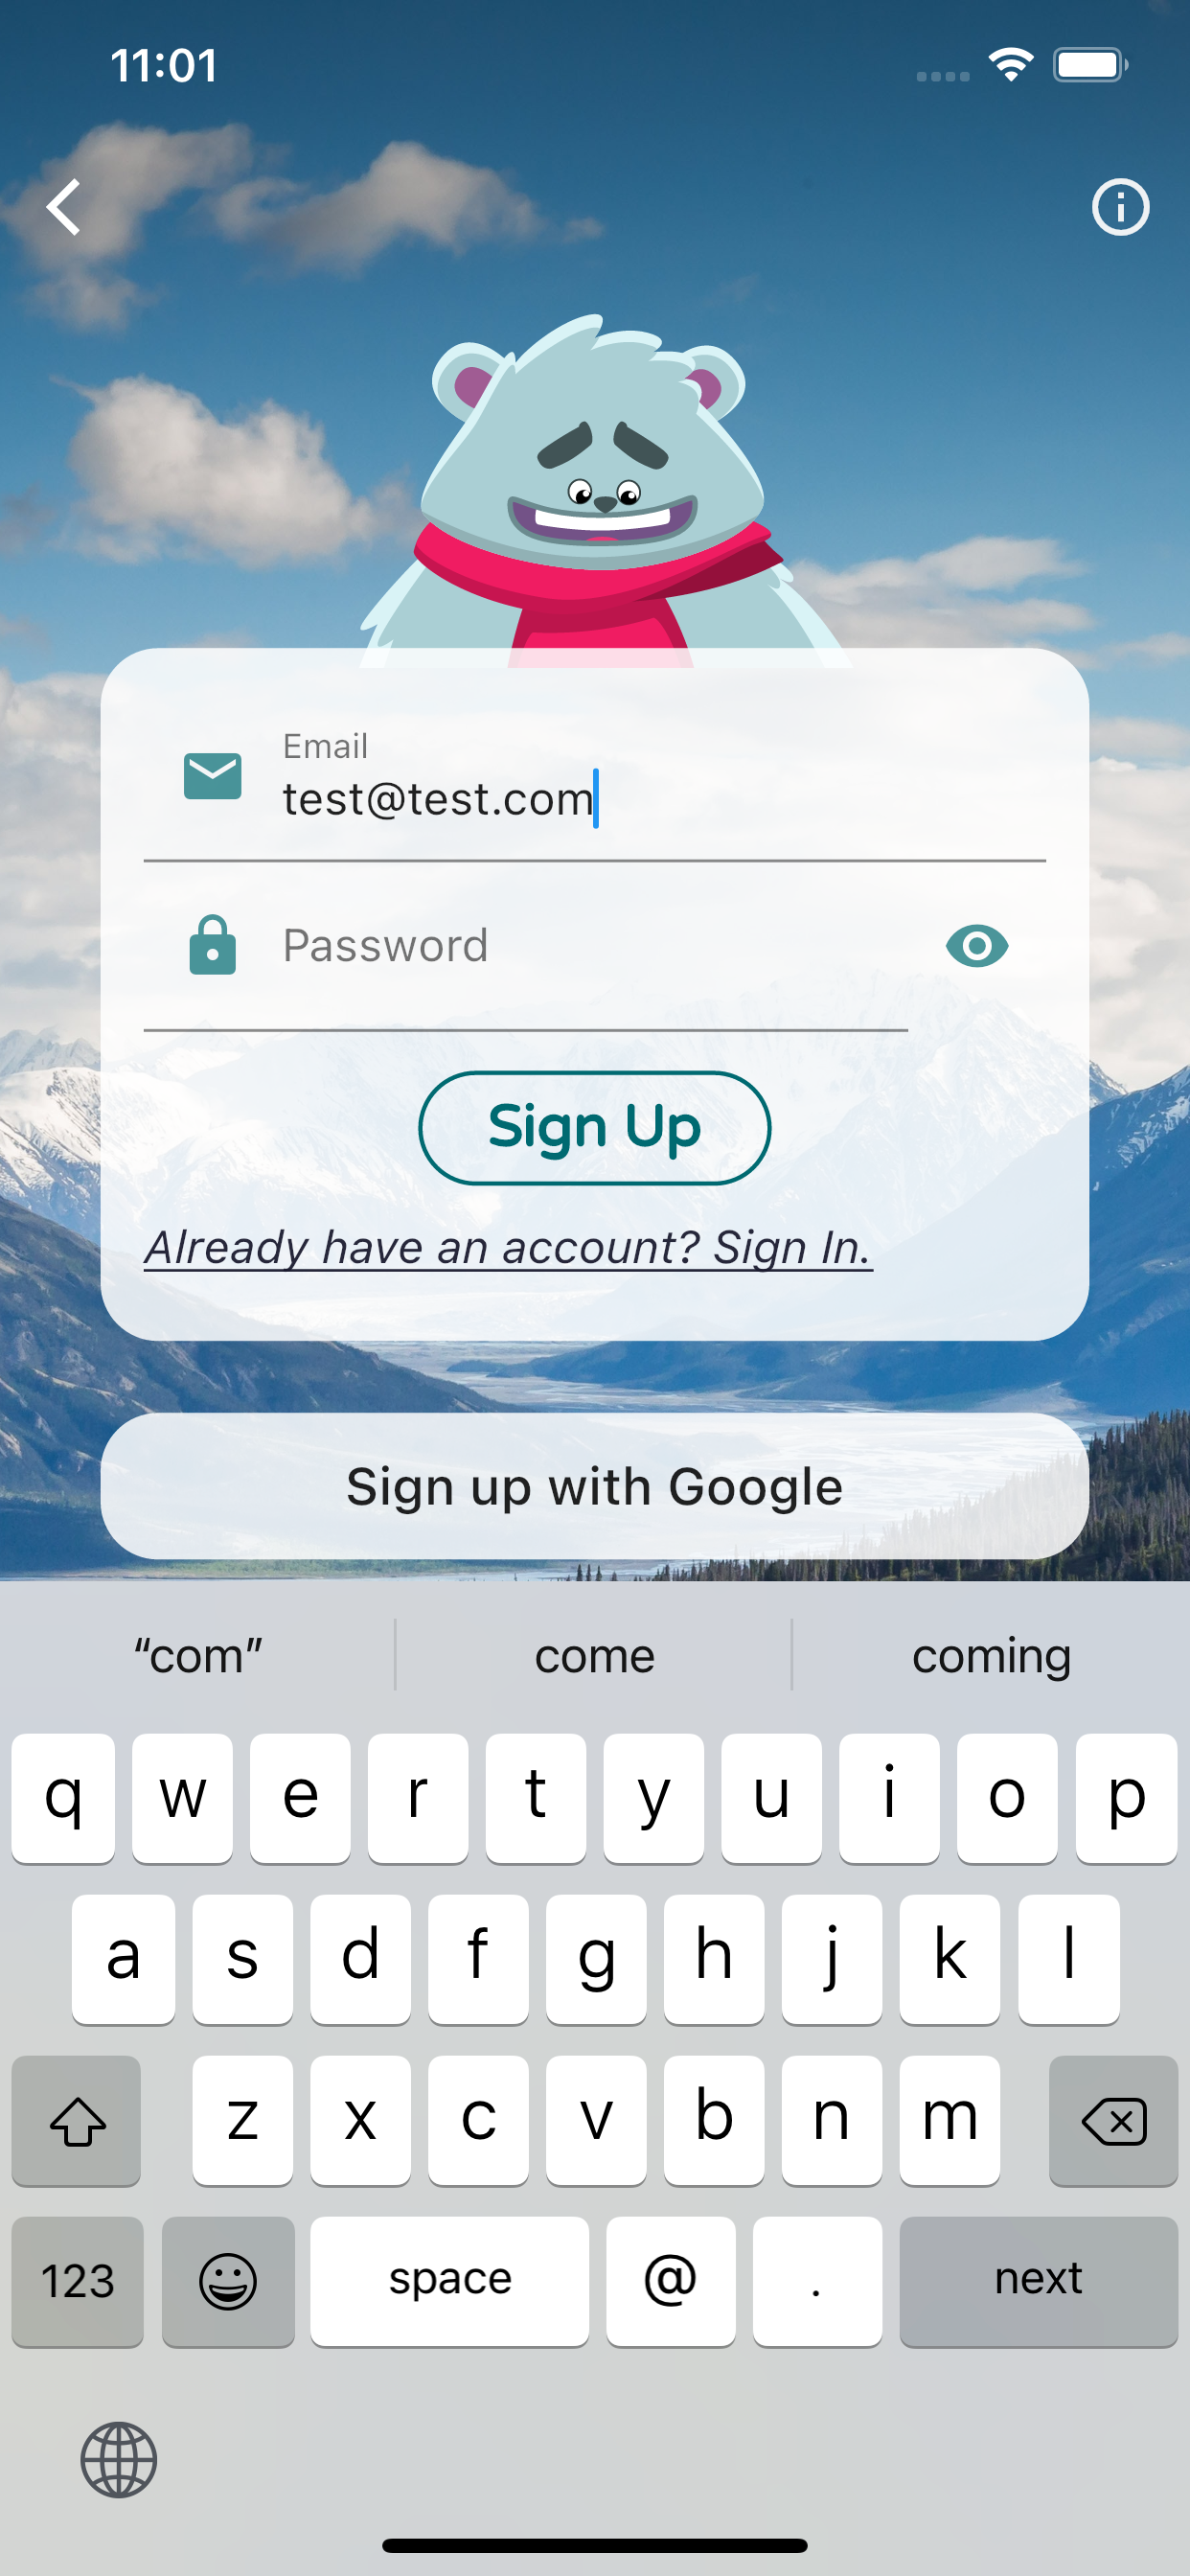 11:01
Email
test@test.com
Password
Sign Up
Already have an account? Sign In.
Sign up with Google
“com” come coming
q w e r t y u i o p
a s d f g h j k l
z x c v b n m
123 space @ . next